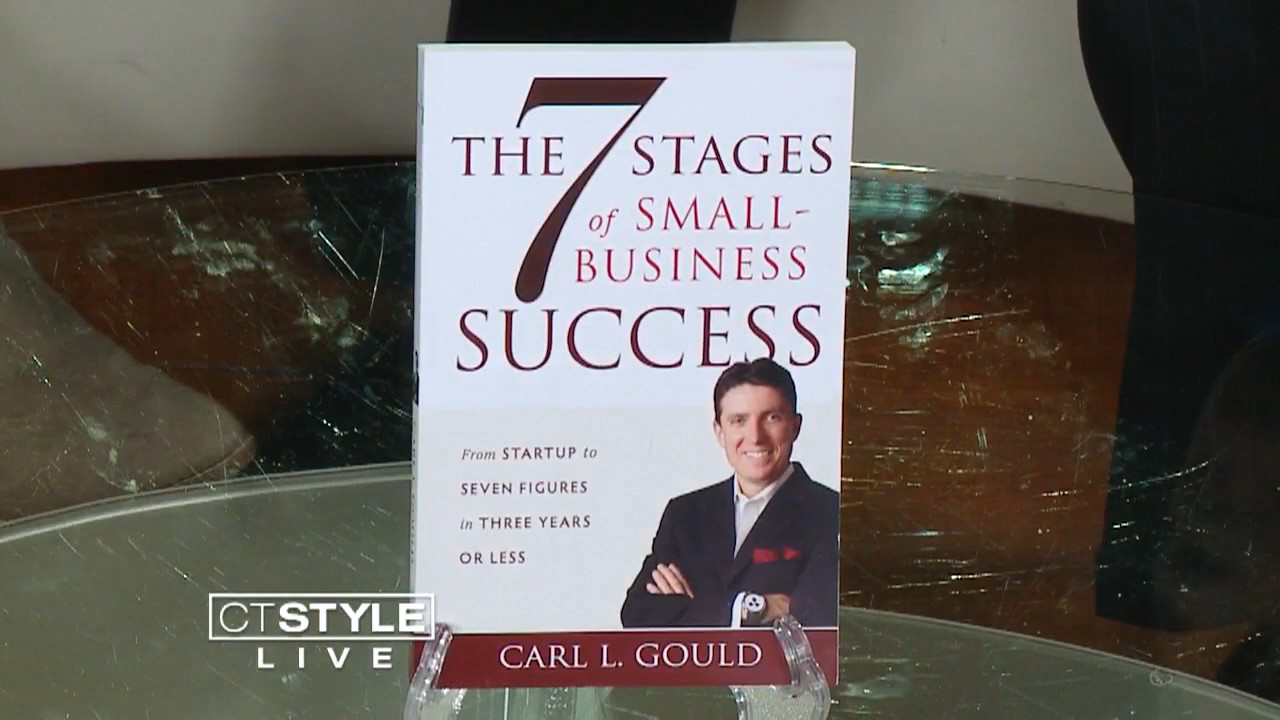 THE 7 STAGES
of SMALL-
BUSINESS
SUCCESS
From STARTUP to
SEVEN FIGURES
in THREE YEARS
OR LESS
CARL L. GOULD
CT STYLE
LIVE